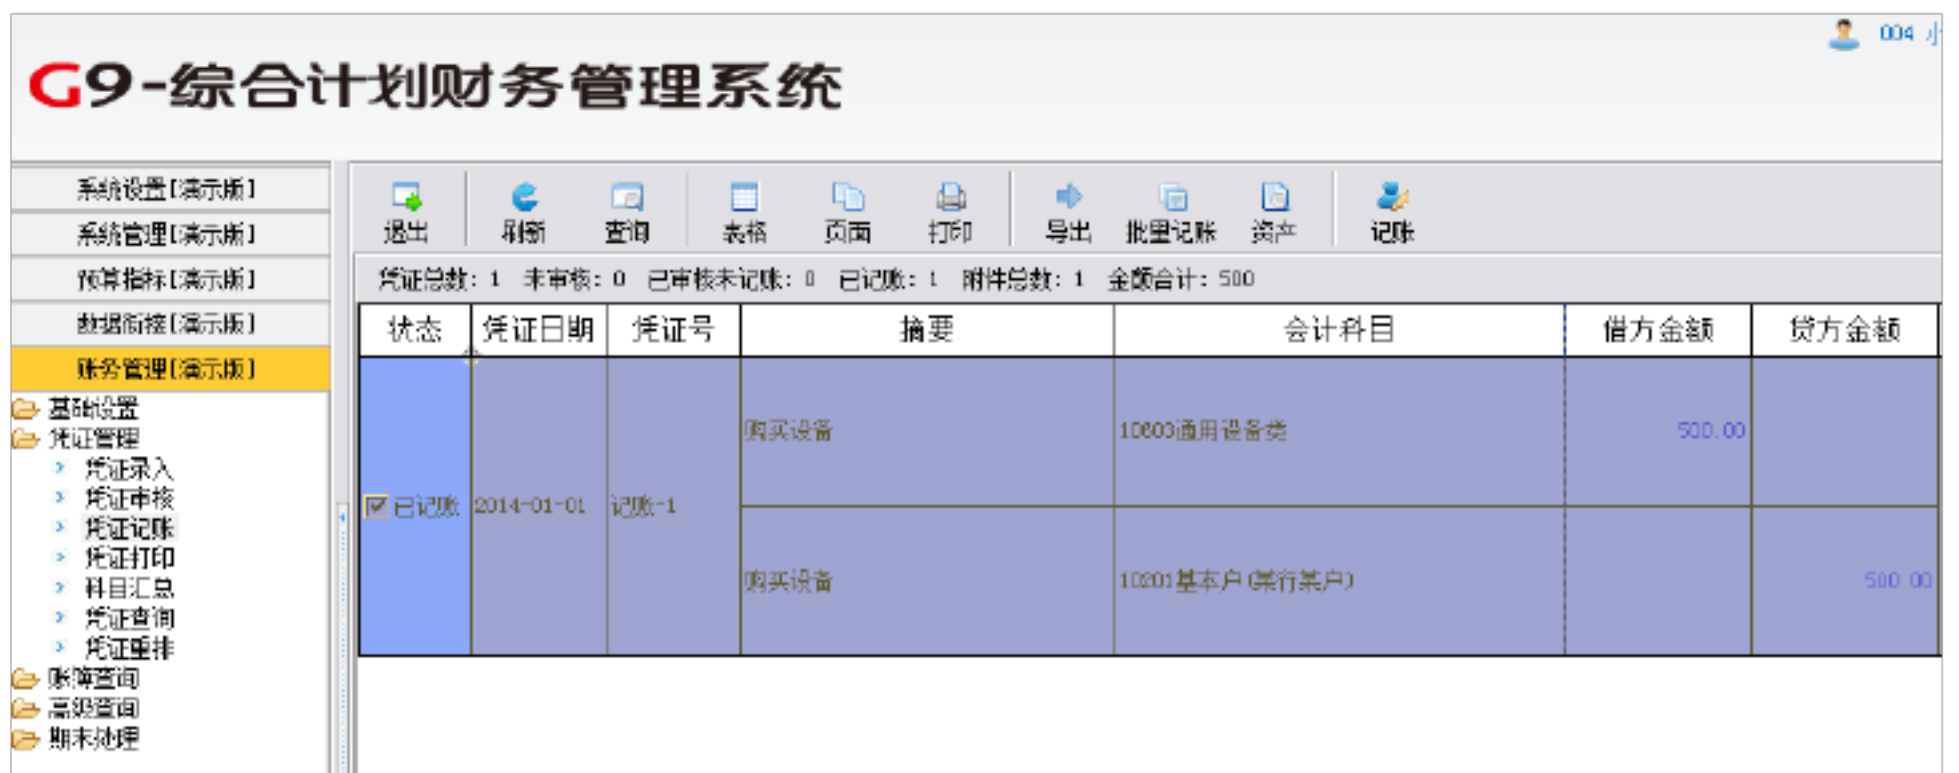 004
G9-综合计划财务管理系统
系统设置[演示版]
系统管理[演示版]
预算指标[演示版]
数据衔接[演示版]
账务管理[演示版]
基础设置
凭证管理
凭证录入
凭证审核
凭证记账
凭证打印
科目汇总
凭证查询
凭证重排
账簿查询
高级查询
期末处理
退出 刷新 查询 表格 页面 打印 导出 批量记账 资产 记账
凭证总数: 1 未审核: 0 已审核未记账: 0 已记账: 1 附件总数: 1 金额合计: 500
状态 凭证日期 凭证号 摘要 会计科目 借方金额 贷方金额
购买设备 10603通用设备类 500.00
已记账 2014-01-01 记账-1
购买设备 10201基本户(某行某户) 500.00